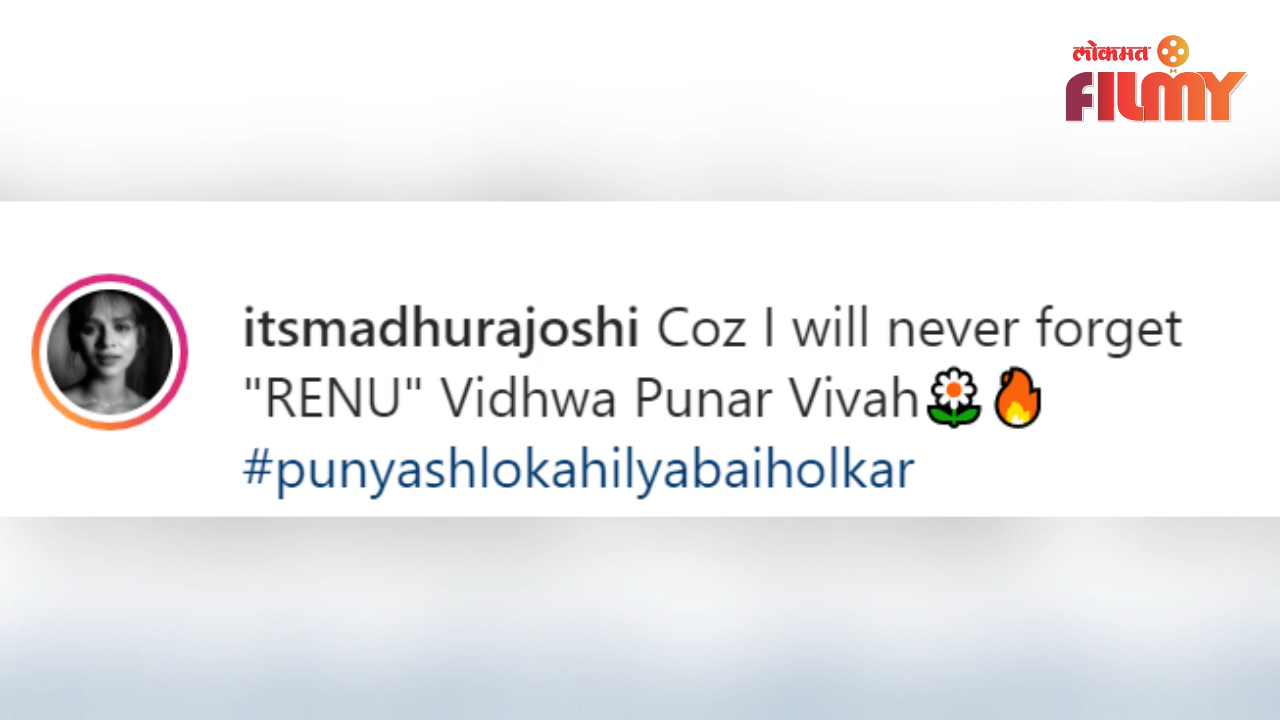 लोकमत
FILMY
itsmadhurajoshi Coz I will never forget
"RENU" Vidhwa Punar Vivah🌼🔥
#punyashlokahilyabaiholkar